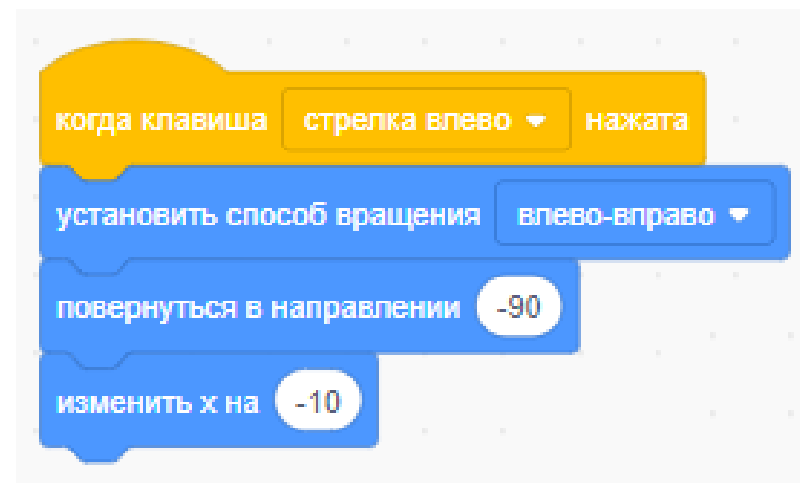 когда клавиша стрелка влево нажата
установить способ вращения влево-вправо
повернуться в направлении -90
изменить х на -10